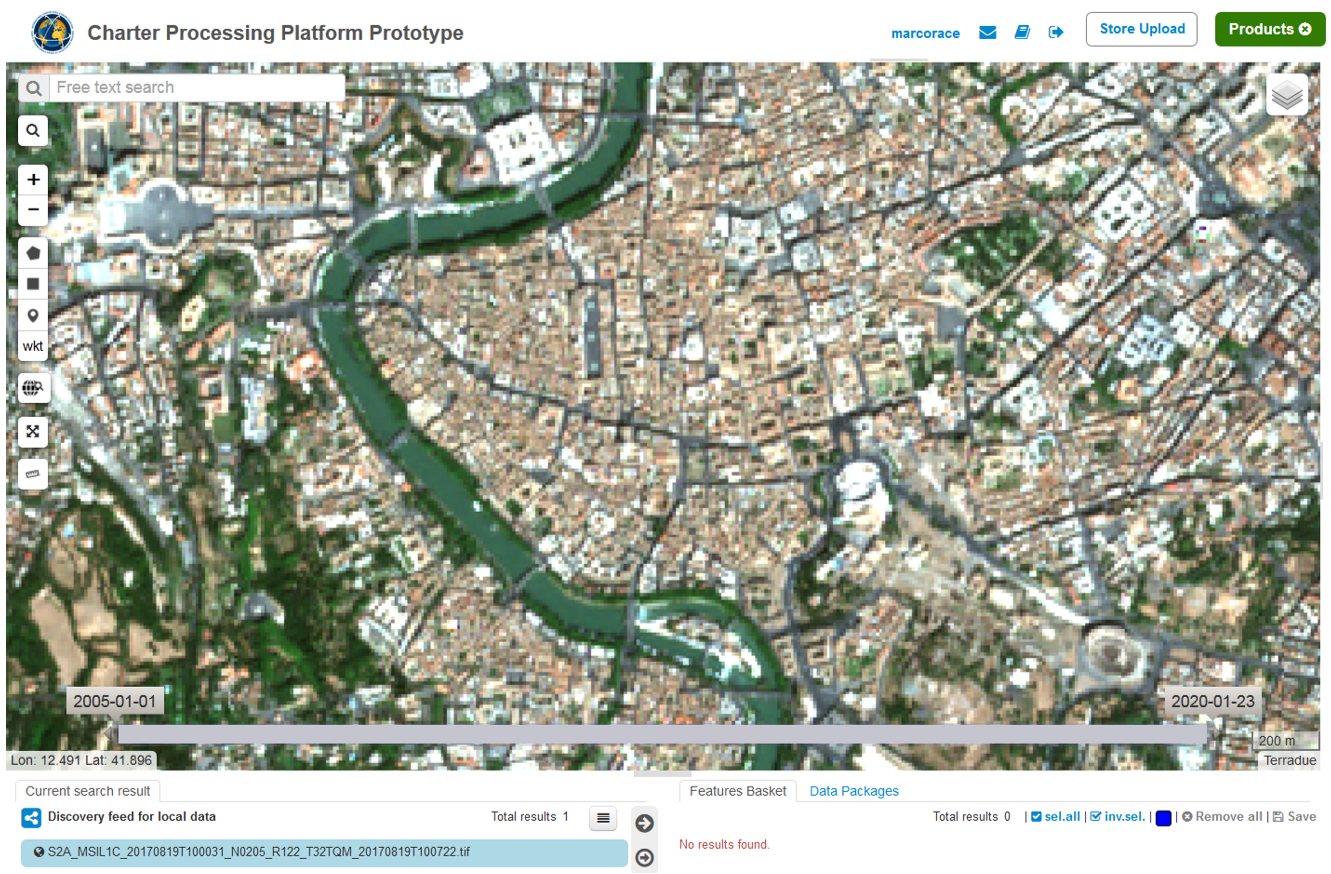 Charter Processing Platform Prototype
marcorace
Store Upload
Products
Free text search
+
−
wkt
2005-01-01
2020-01-23
200 m
Lon: 12.491 Lat: 41.896
Terradue
Current search result
Features Basket
Data Packages
Discovery feed for local data
Total results 1
Total results 0 | sel.all | inv.sel. | | Remove all | Save
S2A_MSIL1C_20170819T100031_N0205_R122_T32TQM_20170819T100722.tif
No results found.